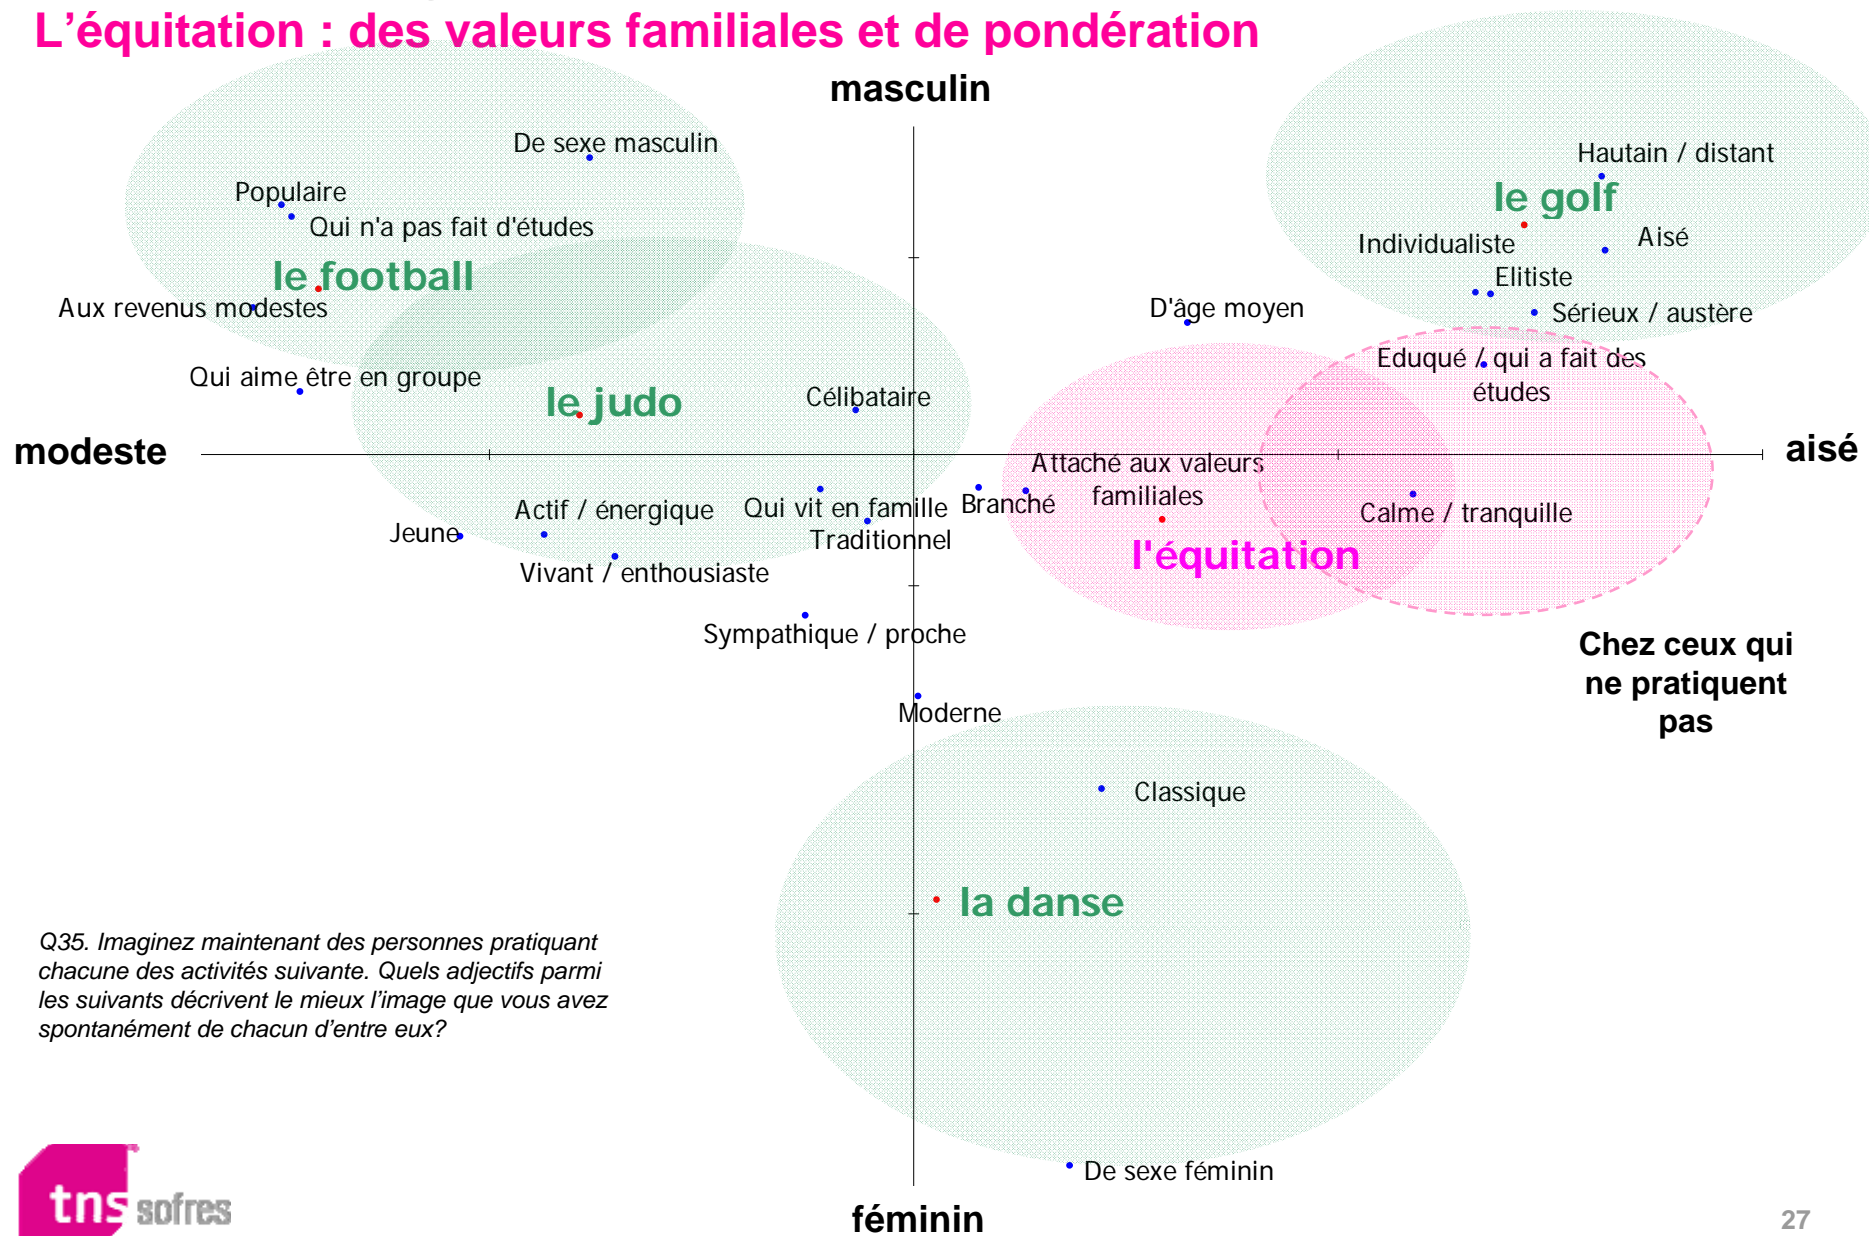 L’équitation : des valeurs familiales et de pondération
masculin
De sexe masculin
Hautain / distant
Populaire
le golf
Qui n'a pas fait d'études
Individualiste
Aisé
le football
Elitiste
Aux revenus modestes
D'âge moyen
Sérieux / austère
Eduqué / qui a fait des
études
Qui aime être en groupe
le judo
Célibataire
modeste
aisé
Attaché aux valeurs
familiales
Actif / énergique
Qui vit en famille
Branché
Calme / tranquille
Jeune
Traditionnel
l'équitation
Vivant / enthousiaste
Sympathique / proche
Chez ceux qui
ne pratiquent
pas
Moderne
Classique
la danse
Q35. Imaginez maintenant des personnes pratiquant
chacune des activités suivante. Quels adjectifs parmi
les suivants décrivent le mieux l’image que vous avez
spontanément de chacun d’entre eux?
De sexe féminin
féminin
tns sofres
27